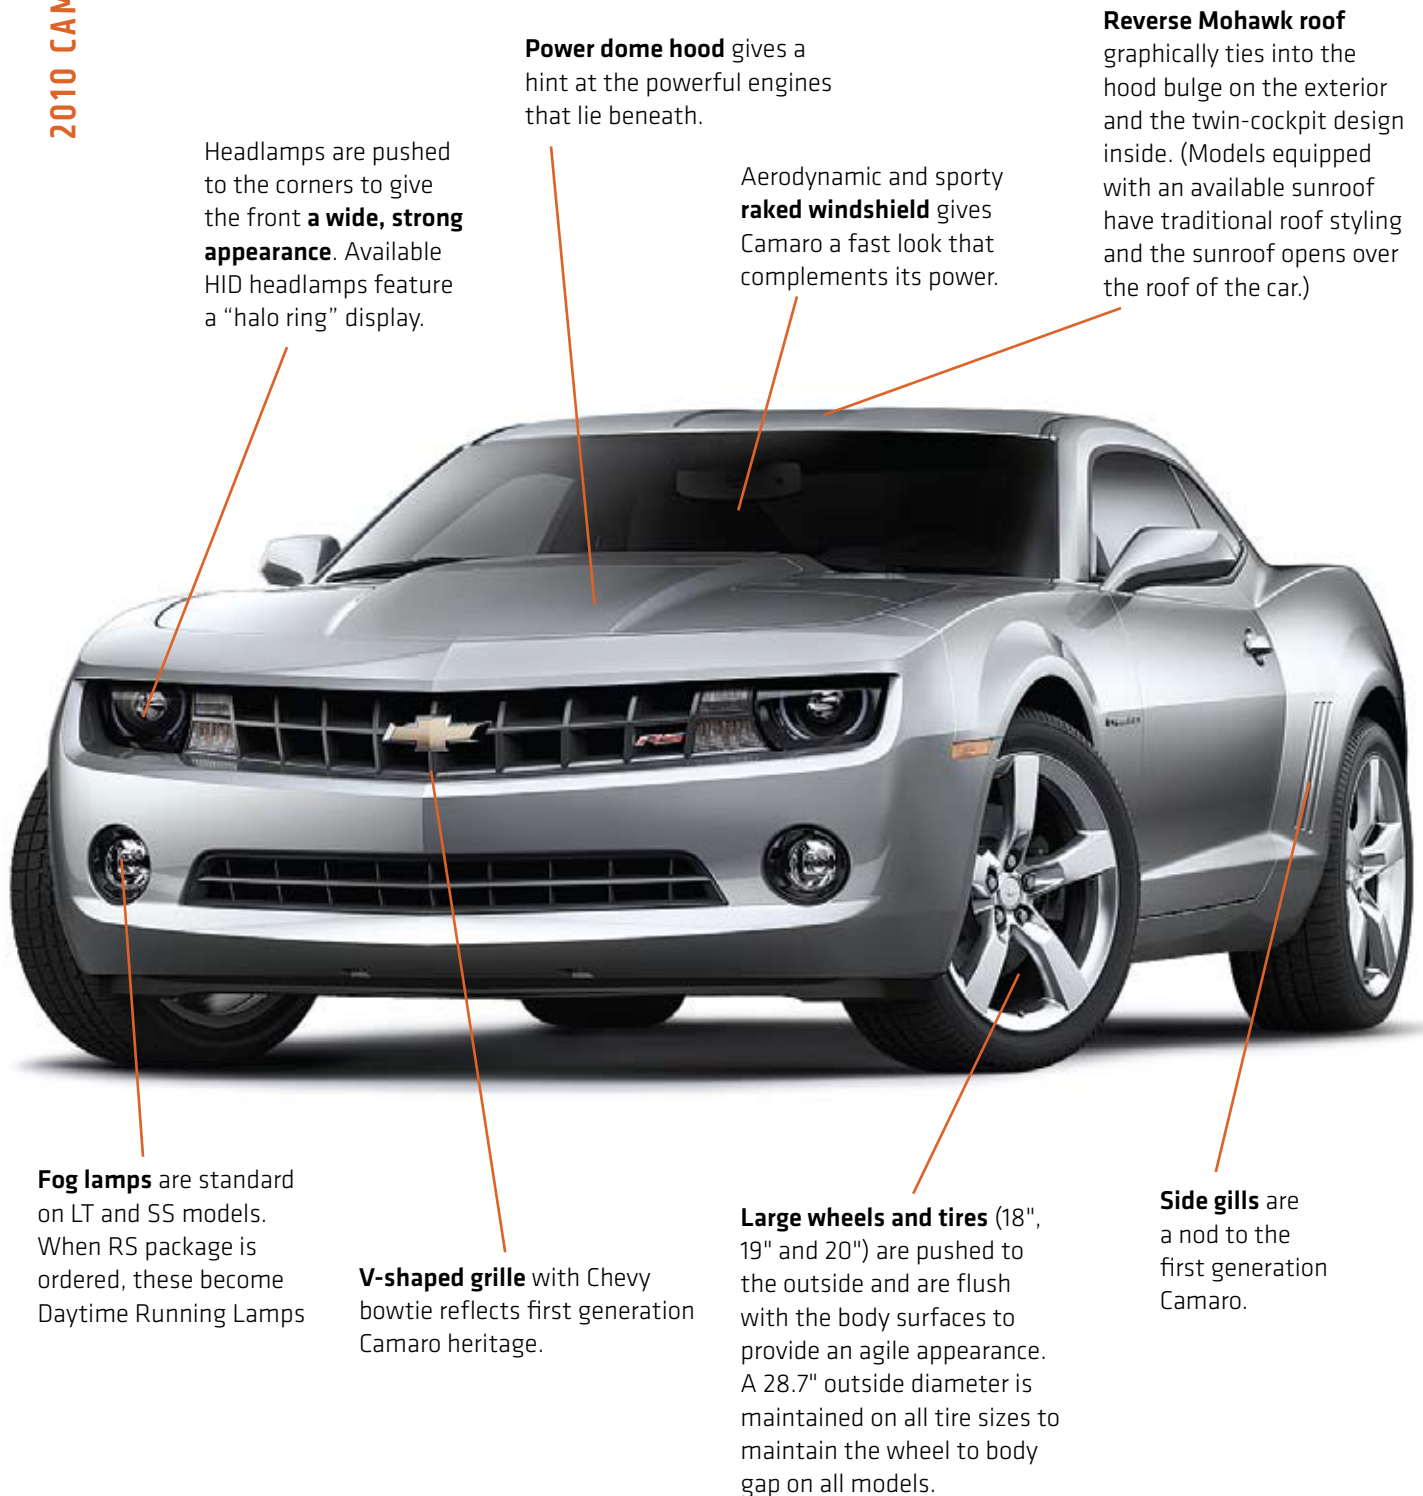 2010 CAM
Power dome hood gives a
hint at the powerful engines
that lie beneath.
Reverse Mohawk roof
graphically ties into the
hood bulge on the exterior
and the twin-cockpit design
inside. (Models equipped
with an available sunroof
have traditional roof styling
and the sunroof opens over
the roof of the car.)
Headlamps are pushed
to the corners to give
the front a wide, strong
appearance. Available
HID headlamps feature
a “halo ring” display.
Aerodynamic and sporty
raked windshield gives
Camaro a fast look that
complements its power.
RS
Fog lamps are standard
on LT and SS models.
When RS package is
ordered, these become
Daytime Running Lamps
V-shaped grille with Chevy
bowtie reflects first generation
Camaro heritage.
Large wheels and tires (18",
19" and 20") are pushed to
the outside and are flush
with the body surfaces to
provide an agile appearance.
A 28.7" outside diameter is
maintained on all tire sizes to
maintain the wheel to body
gap on all models.
Side gills are
a nod to the
first generation
Camaro.